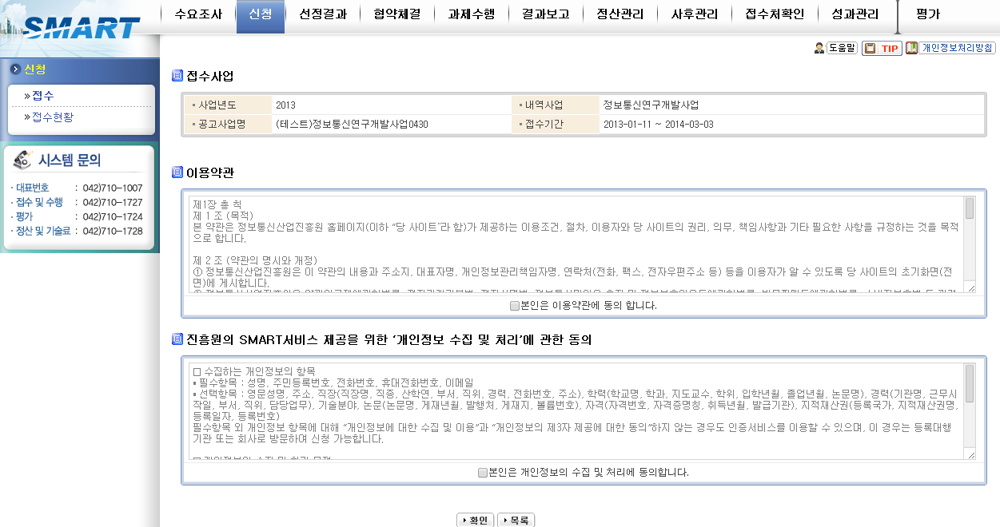 SMART
수요조사 신청 선정결과 협약체결 과제수행 결과보고 정산관리 사후관리 접수처확인 성과관리 평가
도움말 TIP 개인정보처리방침
신청
»접수
»접수현황
시스템 문의
· 대표번호 : 042)710-1007
· 접수 및 수행 : 042)710-1727
· 평가 : 042)710-1724
· 정산 및 기술료 : 042)710-1728
접수사업
▪ 사업년도 2013 ▪ 내역사업 정보통신연구개발사업
▪ 공고사업명 (테스트)정보통신연구개발사업0430 ▪ 접수기간 2013-01-11 ~ 2014-03-03
이용약관
제1장 총 칙
제 1 조 (목적)
본 약관은 정보통신산업진흥원 홈페이지(이하 "당 사이트"라 함)가 제공하는 이용조건, 절차, 이용자와 당 사이트의 권리, 의무, 책임사항과 기타 필요한 사항을 규정하는 것을 목적
으로 합니다.
제 2 조 (약관의 명시와 개정)
① 정보통신산업진흥원은 이 약관의 내용과 주소지, 대표자명, 개인정보관리책임자명, 연락처(전화, 팩스, 전자우편주소 등) 등을 이용자가 알 수 있도록 당 사이트의 초기화면(전
면)에 게시합니다.
본인은 이용약관에 동의 합니다.
진흥원의 SMART서비스 제공을 위한 '개인정보 수집 및 처리'에 관한 동의
□ 수집하는 개인정보의 항목
▪ 필수항목 : 성명, 주민등록번호, 전화번호, 휴대전화번호, 이메일
▪ 선택항목 : 영문성명, 주소, 직장(직장명, 직종, 산학연, 부서, 직위, 경력, 전화번호, 주소), 학력(학교명, 학과, 지도교수, 학위, 입학년월, 졸업년월, 논문명), 경력(기관명, 근무시
작일, 부서, 직위, 담당업무), 기술분야, 논문(논문명, 게재년월, 발행처, 게재지, 볼륨번호), 자격(자격번호, 자격증명칭, 취득년월, 발급기관), 지적재산권(등록국가, 지적재산권명,
등록일자, 등록번호)
필수항목 외 개인정보 항목에 대해 "개인정보에 대한 수집 및 이용"과 "개인정보의 제3자 제공에 대한 동의"하지 않는 경우도 인증서비스를 이용할 수 있으며, 이 경우는 등록대행
기관 또는 회사로 방문하여 신청 가능합니다.
본인은 개인정보의 수집 및 처리에 동의합니다.
확인 목록